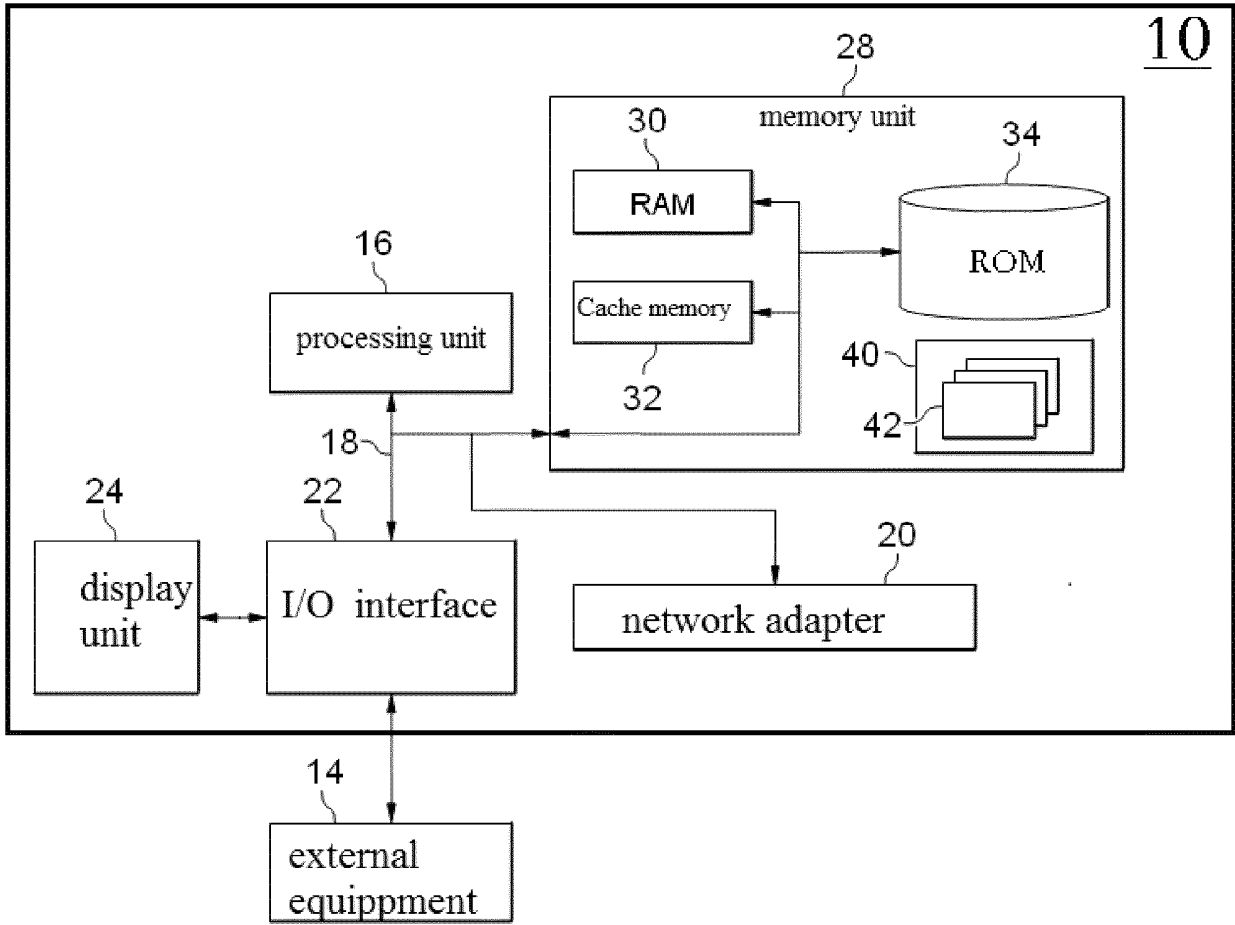 10
28
memory unit
30
34
RAM
ROM
16
processing unit
Cache memory
32
40
42
18
24
22
20
display
unit
I/O interface
network adapter
14
external
equippment